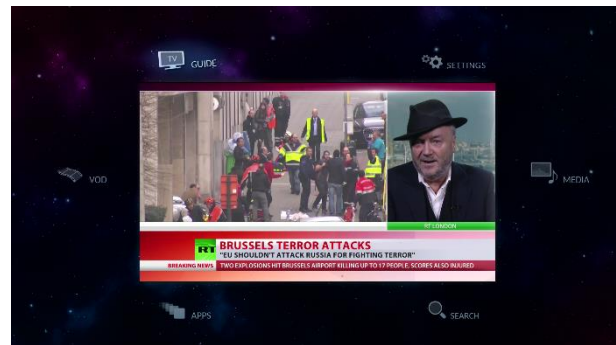 TV
GUIDE
SETTINGS
VOD
MEDIA
RT LONDON
RT
BRUSSELS TERROR ATTACKS
"EU SHOULDN'T ATTACK RUSSIA FOR FIGHTING TERROR"
BREAKING NEWS
TWO EXPLOSIONS HIT BRUSSELS AIRPORT KILLING UP TO 17 PEOPLE, SCORES ALSO INJURED
APPS
SEARCH